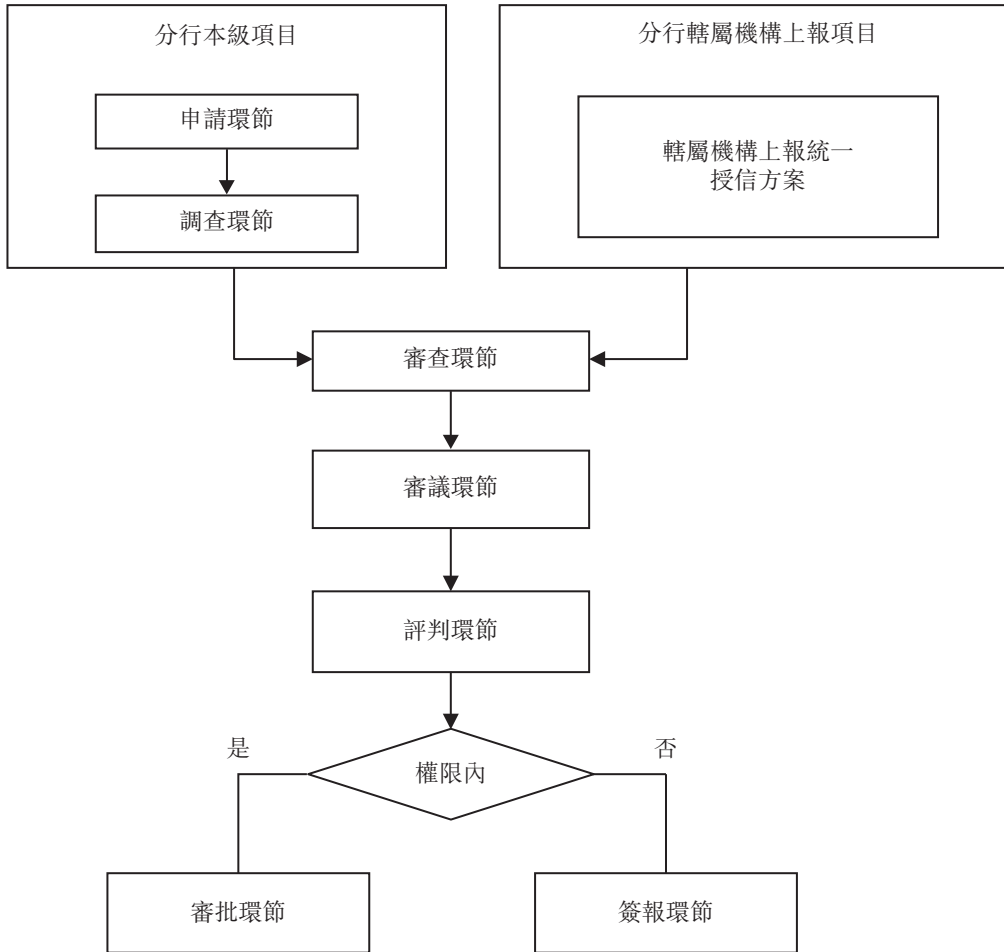 分行本級項目
申請環節
調查環節
分行轄屬機構上報項目
轄屬機構上報統一
授信方案
審查環節
審議環節
評判環節
權限內
是
否
審批環節
簽報環節